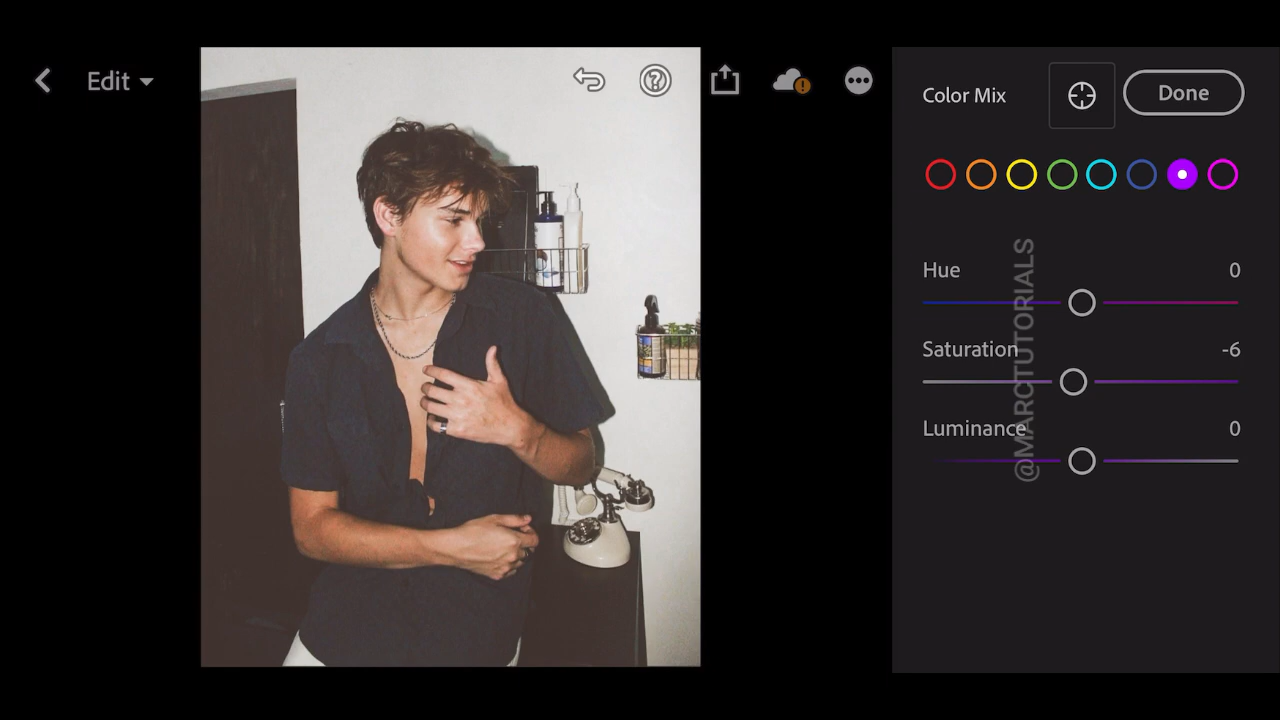 Edit
Color Mix
Done
Hue 0
Saturation -6
Luminance 0
@MARCTUTORIALS